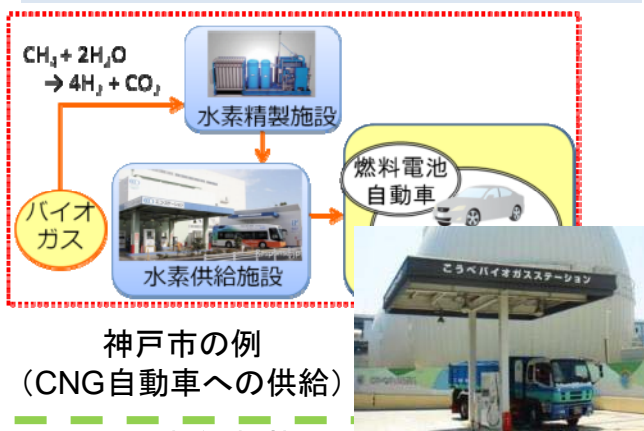 CH₄ + 2H₂O
→ 4H₂ + CO₂
水素精製施設
燃料電池
自動車
バイオ
ガス
水素供給施設
こうべバイオガスステーション
神戸市の例
（CNG自動車への供給）